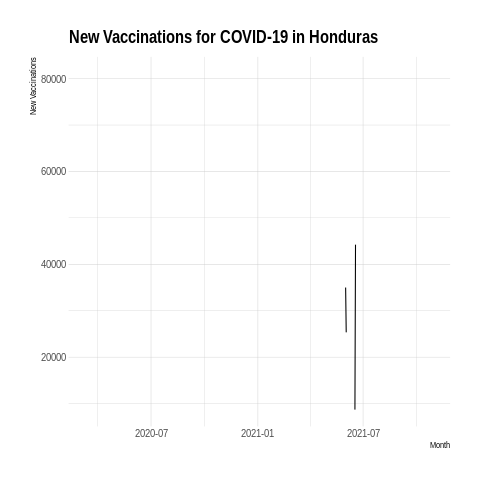 New Vaccinations for COVID-19 in Honduras
New Vaccinations
80000
60000
40000
20000
2020-07
2021-01
2021-07
Month